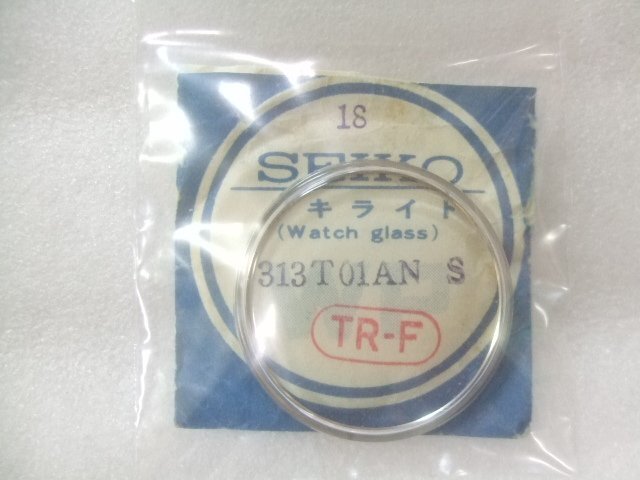 18
SEIKO
キライト
(Watch glass)
313T01AN S
TR-F